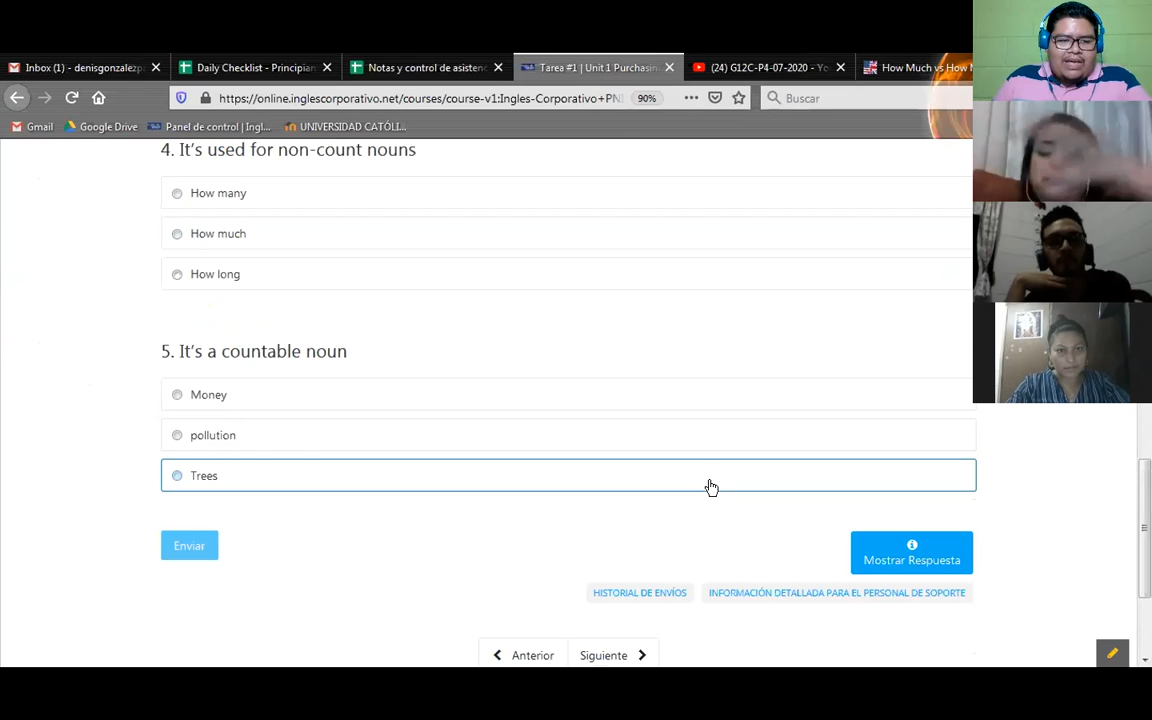 Inbox (1) - denisgonzalezp
Daily Checklist - Principian
Notas y control de asistenc
Tarea #1 | Unit 1 Purchasin
(24) G12C-P4-07-2020 - Yo
How Much vs How M
https://online.inglescorporativo.net/courses/course-v1:Ingles-Corporativo+PNI
90%
Buscar
Gmail
Google Drive
Panel de control | Ingl...
UNIVERSIDAD CATÓLI...
4. It's used for non-count nouns
How many
How much
How long
5. It's a countable noun
Money
pollution
Trees
Enviar
Mostrar Respuesta
HISTORIAL DE ENVÍOS
INFORMACIÓN DETALLADA PARA EL PERSONAL DE SOPORTE
Anterior
Siguiente